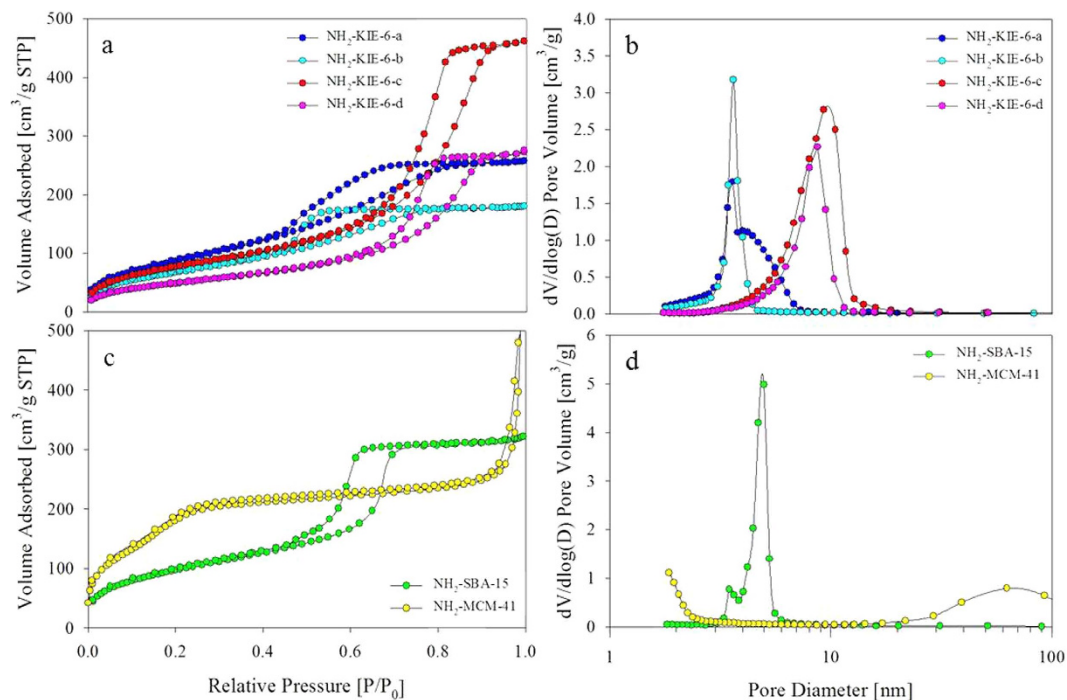 a
NH₂-KIE-6-a
NH₂-KIE-6-b
NH₂-KIE-6-c
NH₂-KIE-6-d
500
400
300
200
100
0
Volume Adsorbed [cm³/g STP]
b
NH₂-KIE-6-a
NH₂-KIE-6-b
NH₂-KIE-6-c
NH₂-KIE-6-d
4.0
3.5
3.0
2.5
2.0
1.5
1.0
0.5
0.0
dV/dlog(D) Pore Volume [cm³/g]
c
NH₂-SBA-15
NH₂-MCM-41
500
400
300
200
100
0
Volume Adsorbed [cm³/g STP]
0.0 0.2 0.4 0.6 0.8 1.0
Relative Pressure [P/P₀]
d
NH₂-SBA-15
NH₂-MCM-41
6
5
4
3
2
1
0
dV/dlog(D) Pore Volume [cm³/g]
1 10 100
Pore Diameter [nm]